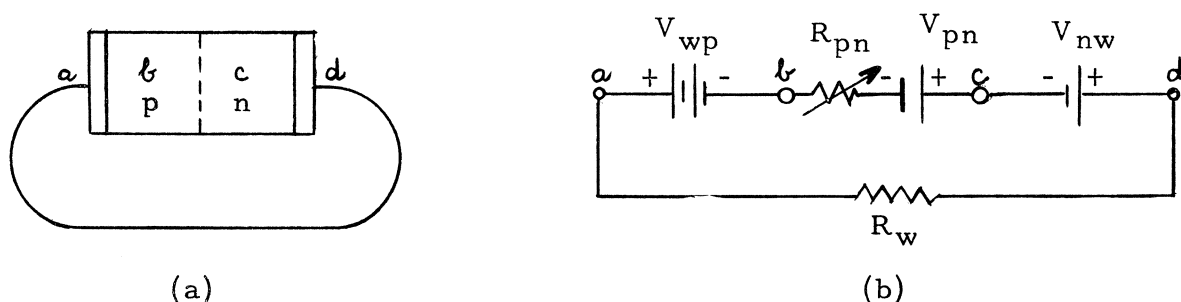 a b c d
p n
(a)
V_wp R_pn V_pn V_nw
a + - b - + c - + d
R_w
(b)